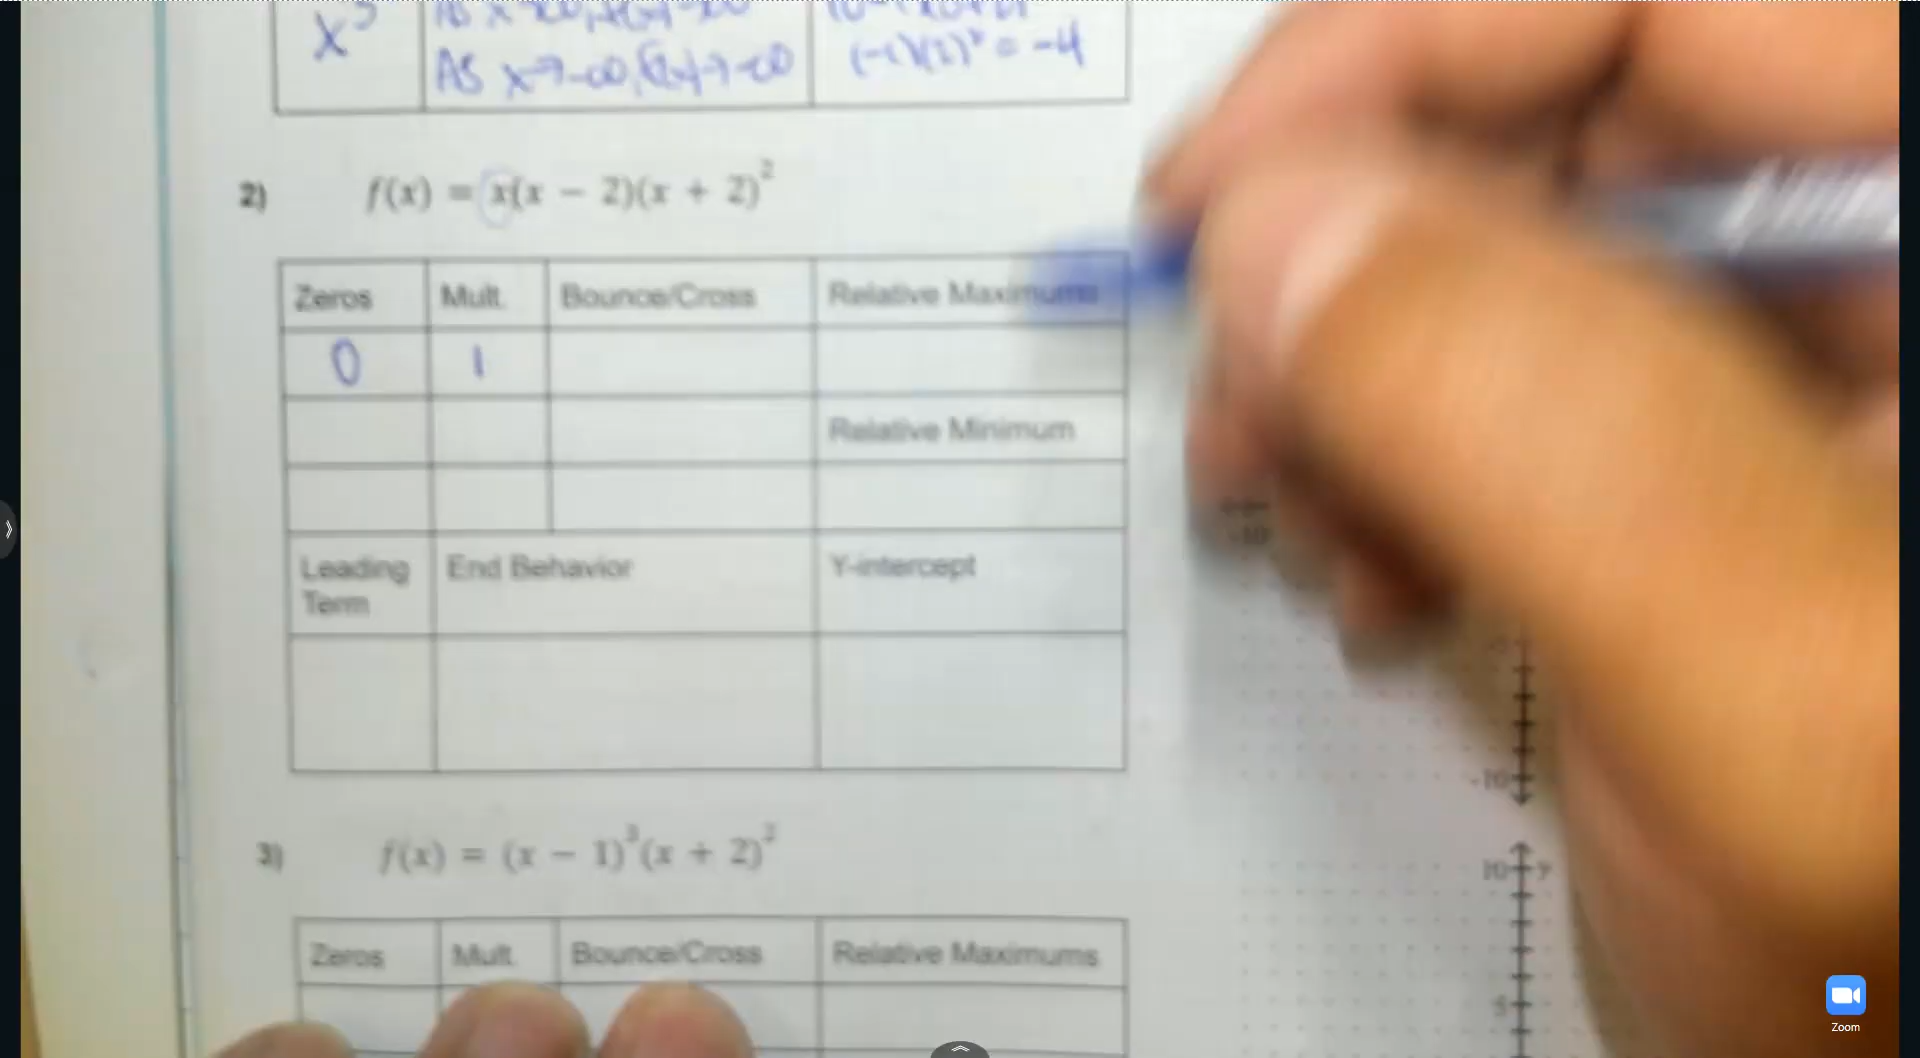 x³
AS x→-∞, f(x)→-∞
(-1)(2)² = -4
2) f(x) = x(x − 2)(x + 2)²
Zeros Mult. Bounce/Cross Relative Maximums
0 1
Relative Minimum
Leading Term End Behavior Y-intercept
-10
-10
3) f(x) = (x − 1)³(x + 2)²
10 y
Zeros Mult. Bounce/Cross Relative Maximums
5
Zoom